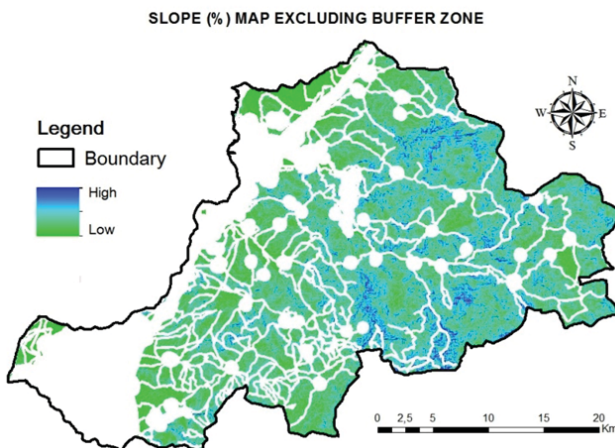 SLOPE (%) MAP EXCLUDING BUFFER ZONE
N
W E
S
Legend
Boundary
High
Low
0 2,5 5 10 15 20
Km